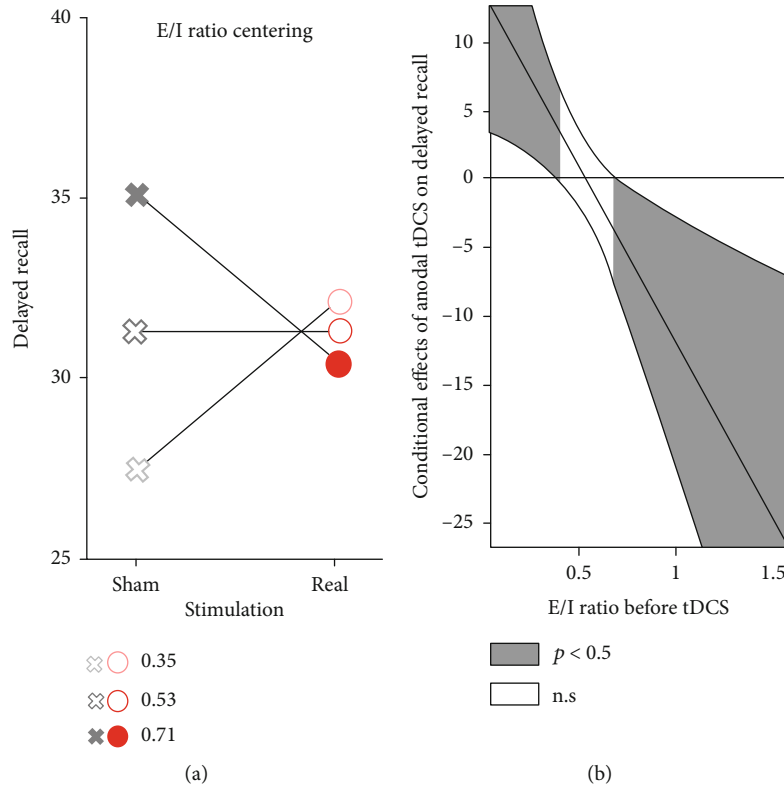 E/I ratio centering
40
35
30
25
Delayed recall
Sham
Real
Stimulation
0.35
0.53
0.71
(a)
10
5
0
−5
−10
−15
−20
−25
Conditional effects of anodal tDCS on delayed recall
0.5
1
1.5
E/I ratio before tDCS
p < 0.5
n.s
(b)